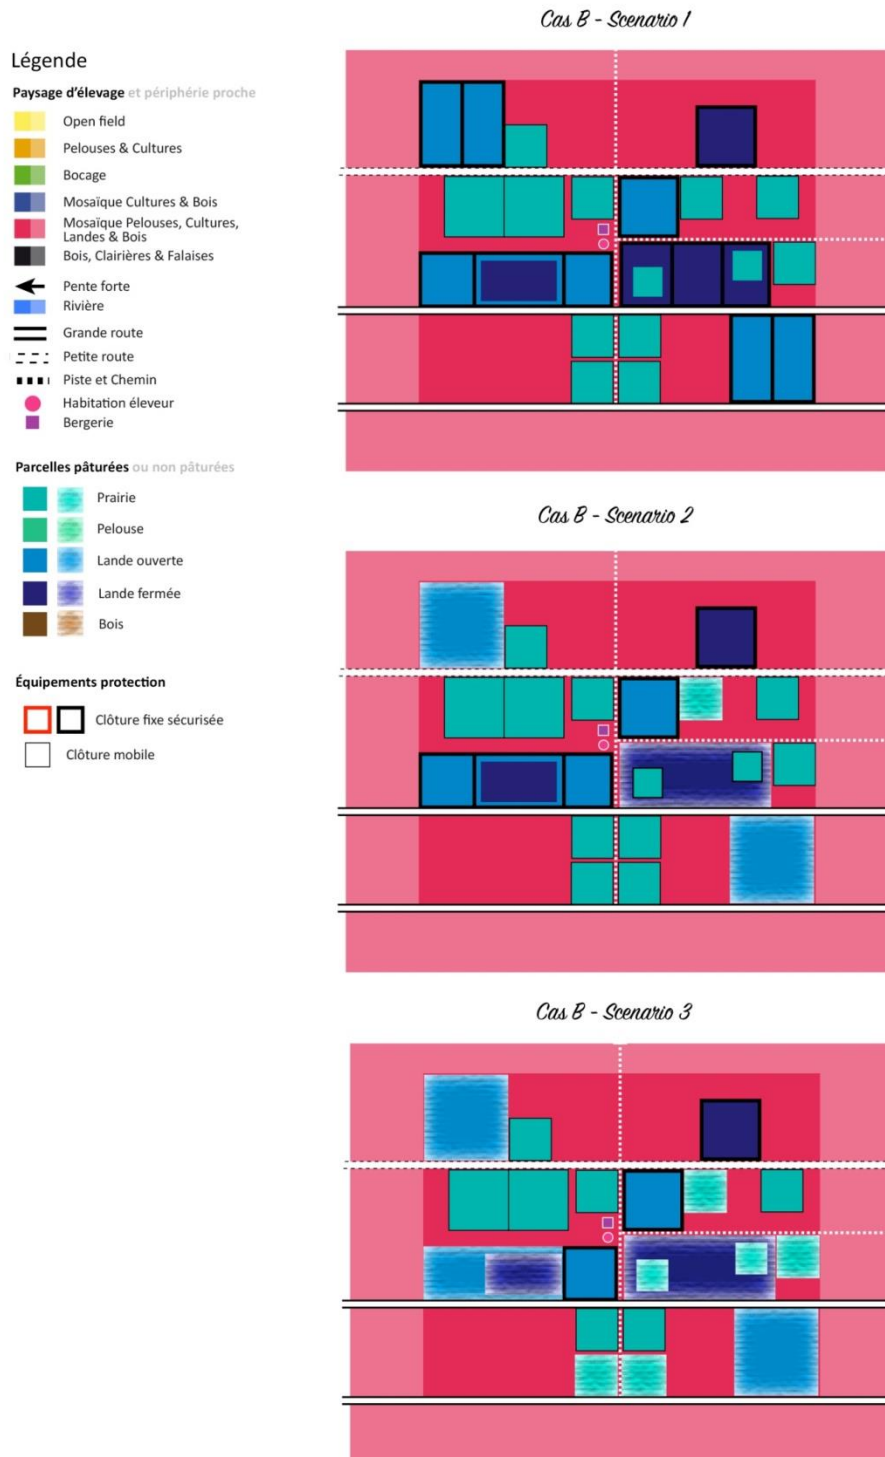 Cas B - Scenario 1
Légende
Paysage d'élevage et périphérie proche
Open field
Pelouses & Cultures
Bocage
Mosaïque Cultures & Bois
Mosaïque Pelouses, Cultures,
Landes & Bois
Bois, Clairières & Falaises
Pente forte
Rivière
Grande route
Petite route
Piste et Chemin
Habitation éleveur
Bergerie
Parcelles pâturées ou non pâturées
Prairie
Pelouse
Lande ouverte
Lande fermée
Bois
Équipements protection
Clôture fixe sécurisée
Clôture mobile
Cas B - Scenario 2
Cas B - Scenario 3